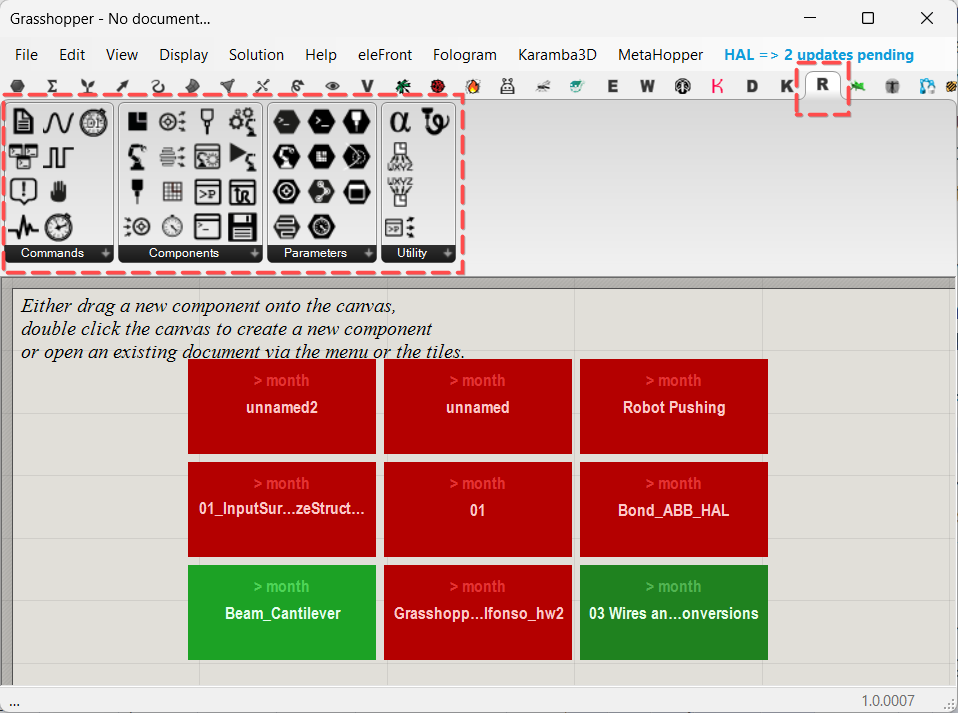 Grasshopper - No document...
File Edit View Display Solution Help eleFront Fologram Karamba3D MetaHopper HAL => 2 updates pending
V E W K D K R
Commands Components Parameters Utility
Either drag a new component onto the canvas,
double click the canvas to create a new component
or open an existing document via the menu or the tiles.
> month > month > month
unnamed2 unnamed Robot Pushing
> month > month > month
01_InputSur...zeStruct... 01 Bond_ABB_HAL
> month > month > month
Beam_Cantilever Grasshopp...lfonso_hw2 03 Wires an...onversions
... 1.0.0007